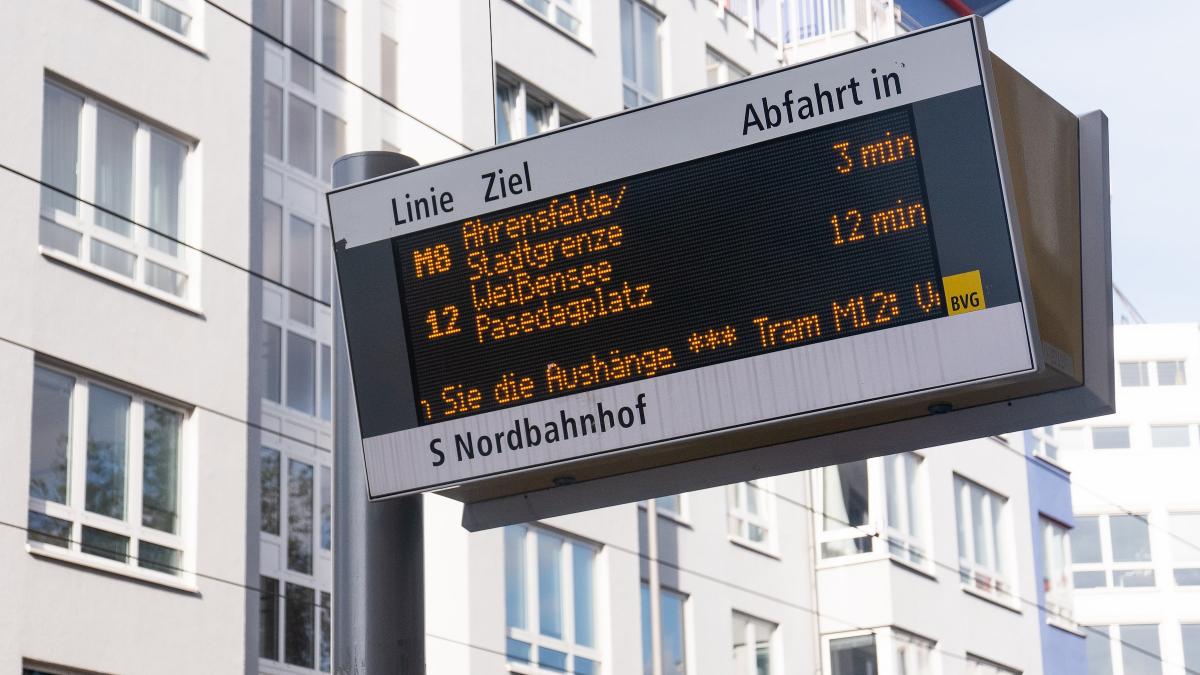 Linie Ziel Abfahrt in
M8 Ahrensfelde/ 3 min
Stadtgrenze
12 Weißensee 12 min
Pasedagplatz
Sie die Aushänge. *** Tram M12:
BVG
S Nordbahnhof